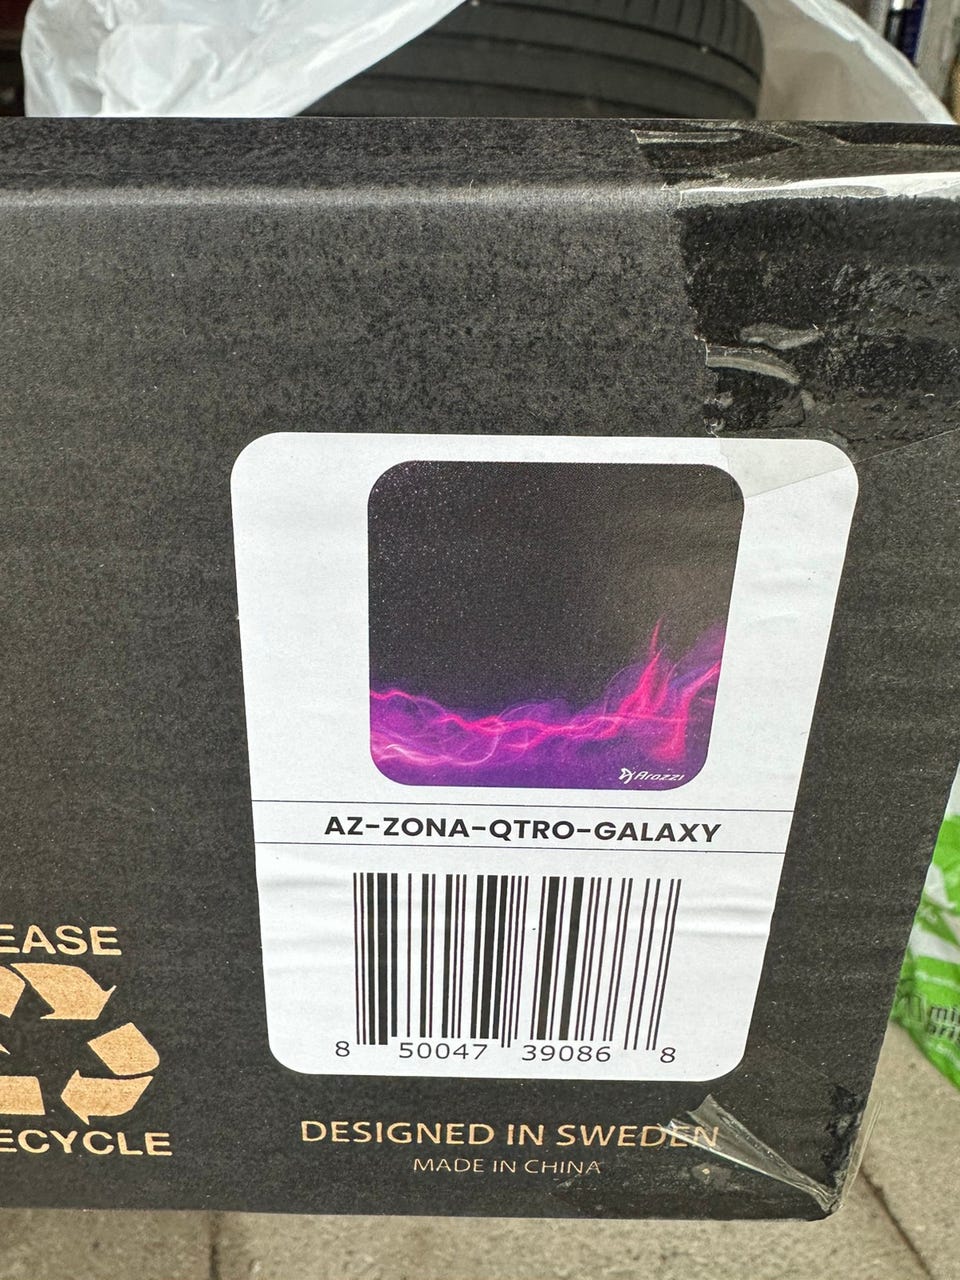 Arozzi
AZ-ZONA-QTRO-GALAXY
8 50047 39086 8
EASE
ECYCLE
DESIGNED IN SWEDEN
MADE IN CHINA